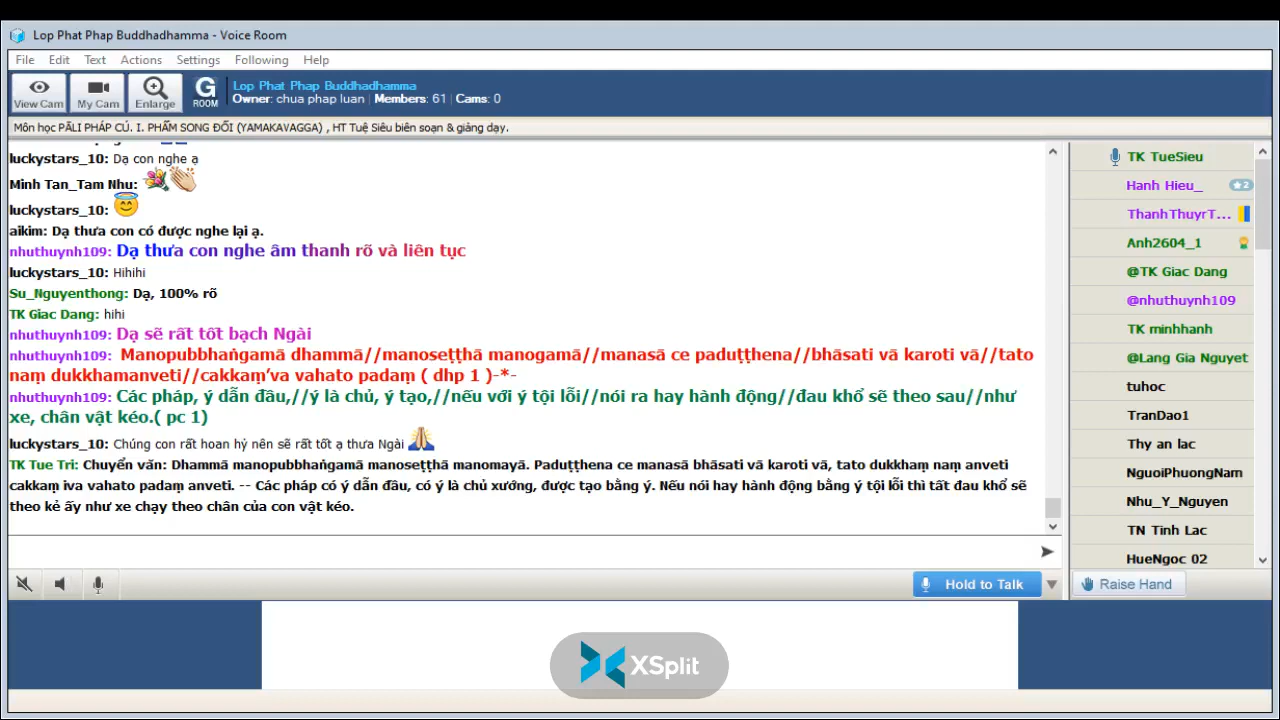 Lop Phat Phap Buddhadhamma - Voice Room
File Edit Text Actions Settings Following Help
View Cam My Cam Enlarge G ROOM
Lop Phat Phap Buddhadhamma
Owner: chua phap luan | Members: 61 | Cams: 0
Môn học PĀLI PHÁP CÚ. I. PHẨM SONG ĐỐI (YAMAKAVAGGA) , HT Tuệ Siêu biên soạn & giảng dạy.
luckystars_10: Dạ con nghe ạ
Minh Tan_Tam Nhu:
luckystars_10:
aikim: Dạ thưa con có được nghe lại ạ.
nhuthuynh109: Dạ thưa con nghe âm thanh rõ và liên tục
luckystars_10: Hihihi
Su_Nguyenthong: Dạ, 100% rõ
TK Giac Dang: hihi
nhuthuynh109: Dạ sẽ rất tốt bạch Ngài
nhuthuynh109: Manopubbhaṅgamā dhammā//manoseṭṭhā manogamā//manasā ce paduṭṭhena//bhāsati vā karoti vā//tato
naṃ dukkhamanveti//cakkaṃ’va vahato padaṃ ( dhp 1 )-*-
nhuthuynh109: Các pháp, ý dẫn đầu,//ý là chủ, ý tạo,//nếu với ý tội lỗi//nói ra hay hành động//đau khổ sẽ theo sau//như
xe, chân vật kéo.( pc 1)
luckystars_10: Chúng con rất hoan hỷ nên sẽ rất tốt ạ thưa Ngài
TK Tue Tri: Chuyển văn: Dhammā manopubbhaṅgamā manoseṭṭhā manomayā. Paduṭṭhena ce manasā bhāsati vā karoti vā, tato dukkhaṃ naṃ anveti
cakkaṃ iva vahato padaṃ anveti. -- Các pháp có ý dẫn đầu, có ý là chủ xướng, được tạo bằng ý. Nếu nói hay hành động bằng ý tội lỗi thì tất đau khổ sẽ
theo kẻ ấy như xe chạy theo chân của con vật kéo.
TK TueSieu
Hanh Hieu_ 2
ThanhThuyrT...
Anh2604_1
@TK Giac Dang
@nhuthuynh109
TK minhhanh
@Lang Gia Nguyet
tuhoc
TranDao1
Thy an lac
NguoiPhuongNam
Nhu_Y_Nguyen
TN Tinh Lac
HueNgoc 02
Hold to Talk
Raise Hand
XSplit